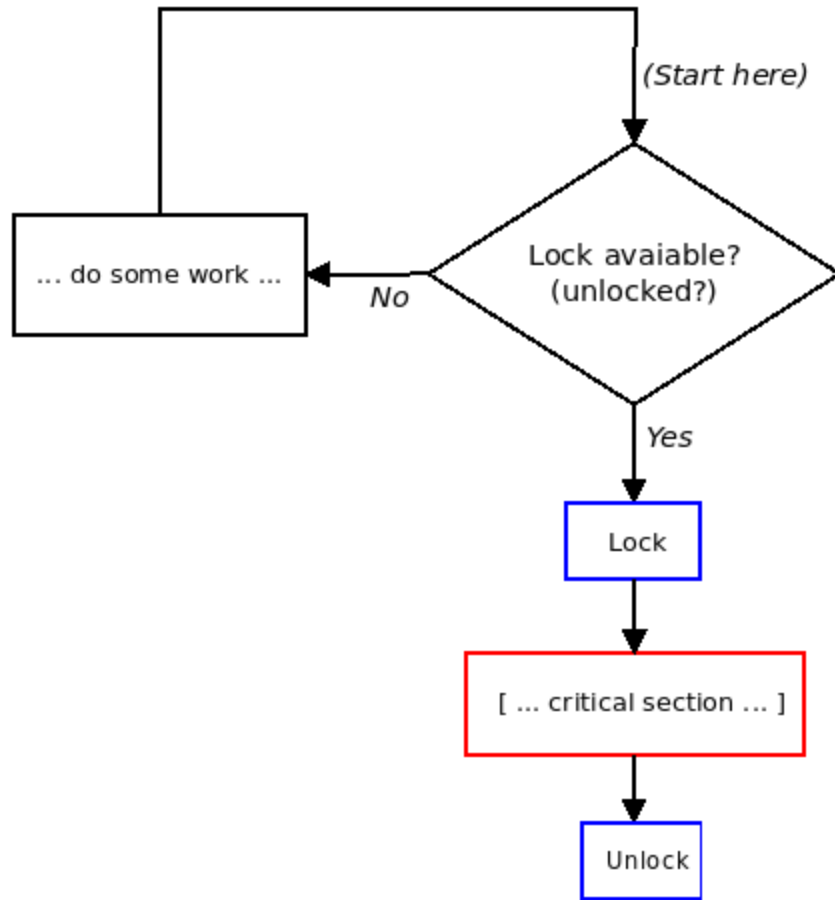 (Start here)
Lock avaiable?
(unlocked?)
... do some work ...
No
Yes
Lock
[ ... critical section ... ]
Unlock